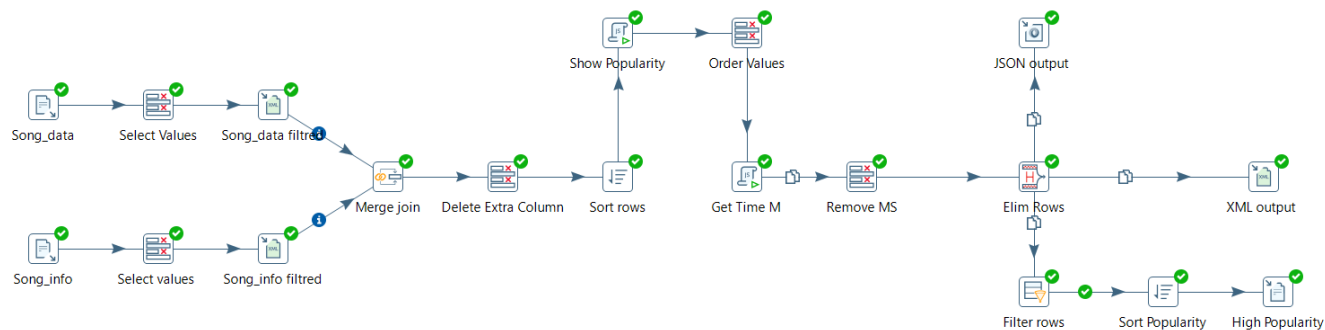 Show Popularity
Order Values
JSON output
Song_data
Select Values
Song_data filtred
Merge join
Delete Extra Column
Sort rows
Get Time M
Remove MS
Elim Rows
XML output
Song_info
Select values
Song_info filtred
Filter rows
Sort Popularity
High Popularity